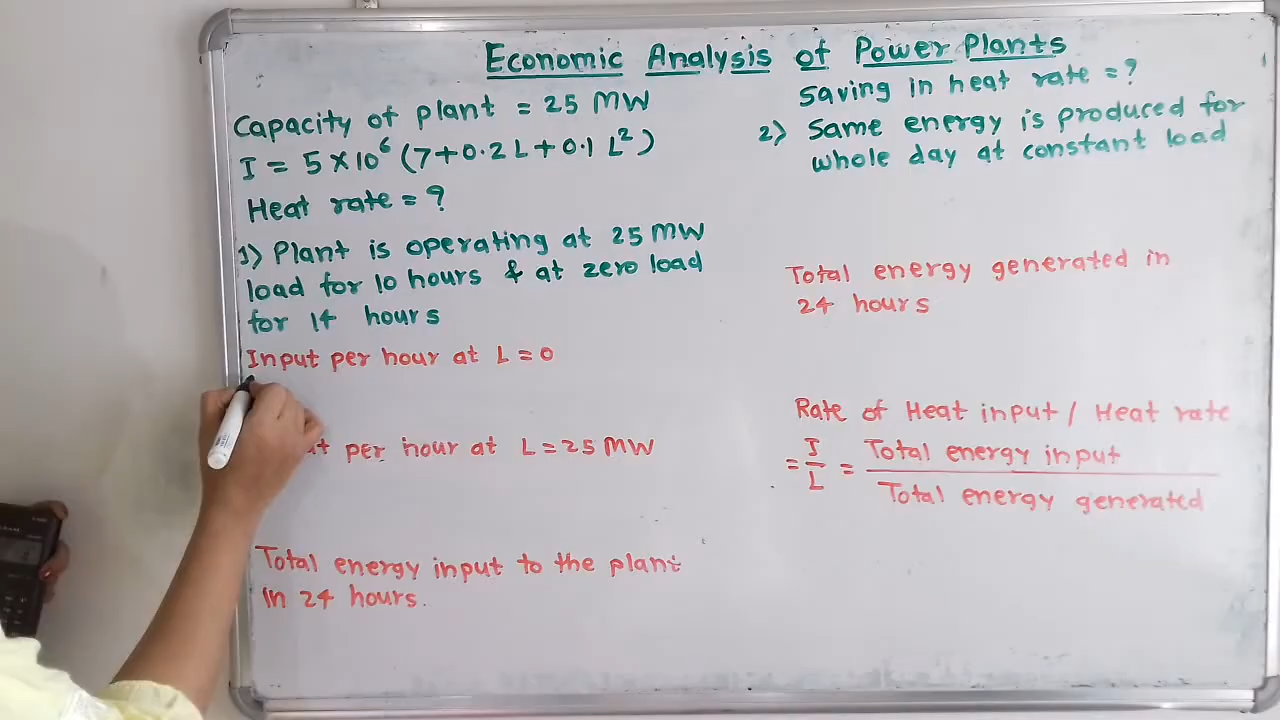 Economic Analysis of Power Plants
Capacity of plant = 25 MW
I = 5 × 10⁶ (7+0.2 L+0.1 L²)
Heat rate = ?
1) Plant is operating at 25 MW
load for 10 hours & at zero load
for 14 hours
Input per hour at L = 0
per hour at L = 25 MW
Total energy input to the plant
in 24 hours.
Saving in heat rate = ?
2) Same energy is produced for
whole day at constant load
Total energy generated in
24 hours
Rate of Heat input / Heat rate
= I/L = Total energy input / Total energy generated